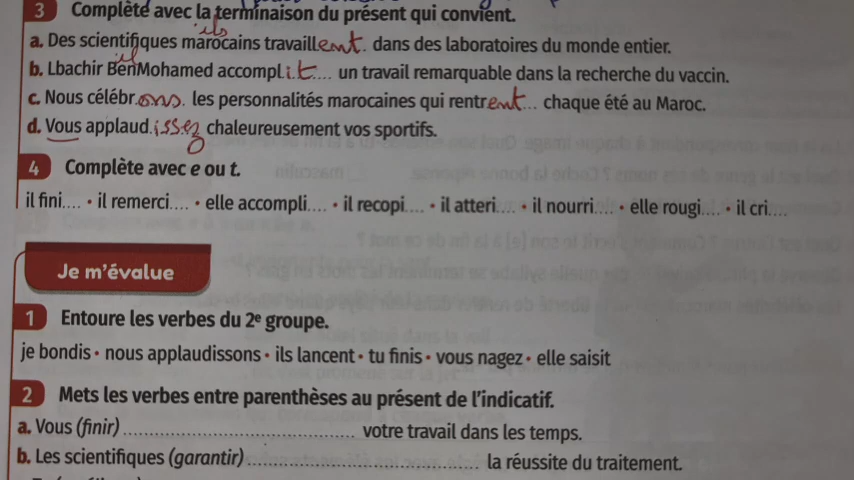 3 Complète avec la terminaison du présent qui convient.
ils
a. Des scientifiques marocains travaillent. dans des laboratoires du monde entier.
il
b. Lbachir BenMohamed accomplit.... un travail remarquable dans la recherche du vaccin.
c. Nous célébr.ons. les personnalités marocaines qui rentrent... chaque été au Maroc.
d. Vous applaud.issez chaleureusement vos sportifs.
4 Complète avec e ou t.
il fini.... • il remerci.... • elle accompli.... • il recopi.... • il atteri.... • il nourri.... • elle rougi.... • il cri....
Je m'évalue
1 Entoure les verbes du 2e groupe.
je bondis • nous applaudissons • ils lancent • tu finis • vous nagez • elle saisit
2 Mets les verbes entre parenthèses au présent de l'indicatif.
a. Vous (finir) .......................................... votre travail dans les temps.
b. Les scientifiques (garantir) .......................................... la réussite du traitement.